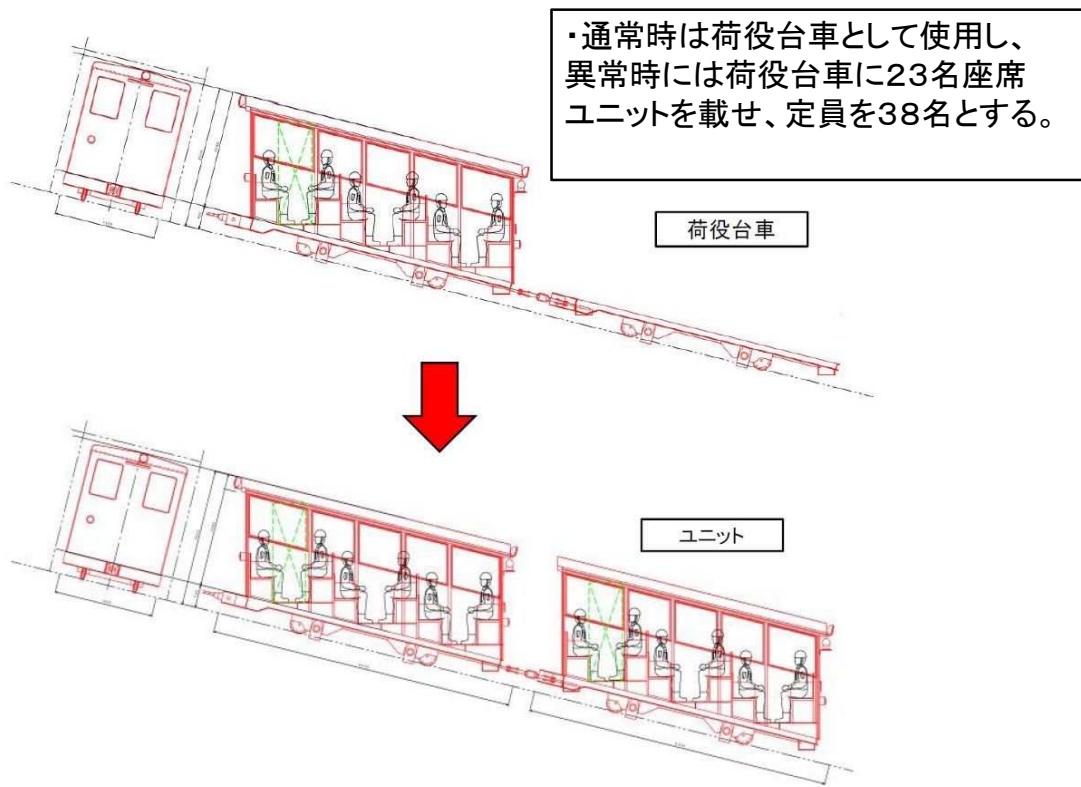 ・通常時は荷役台車として使用し、
異常時には荷役台車に２３名座席
ユニットを載せ、定員を３８名とする。
荷役台車
ユニット